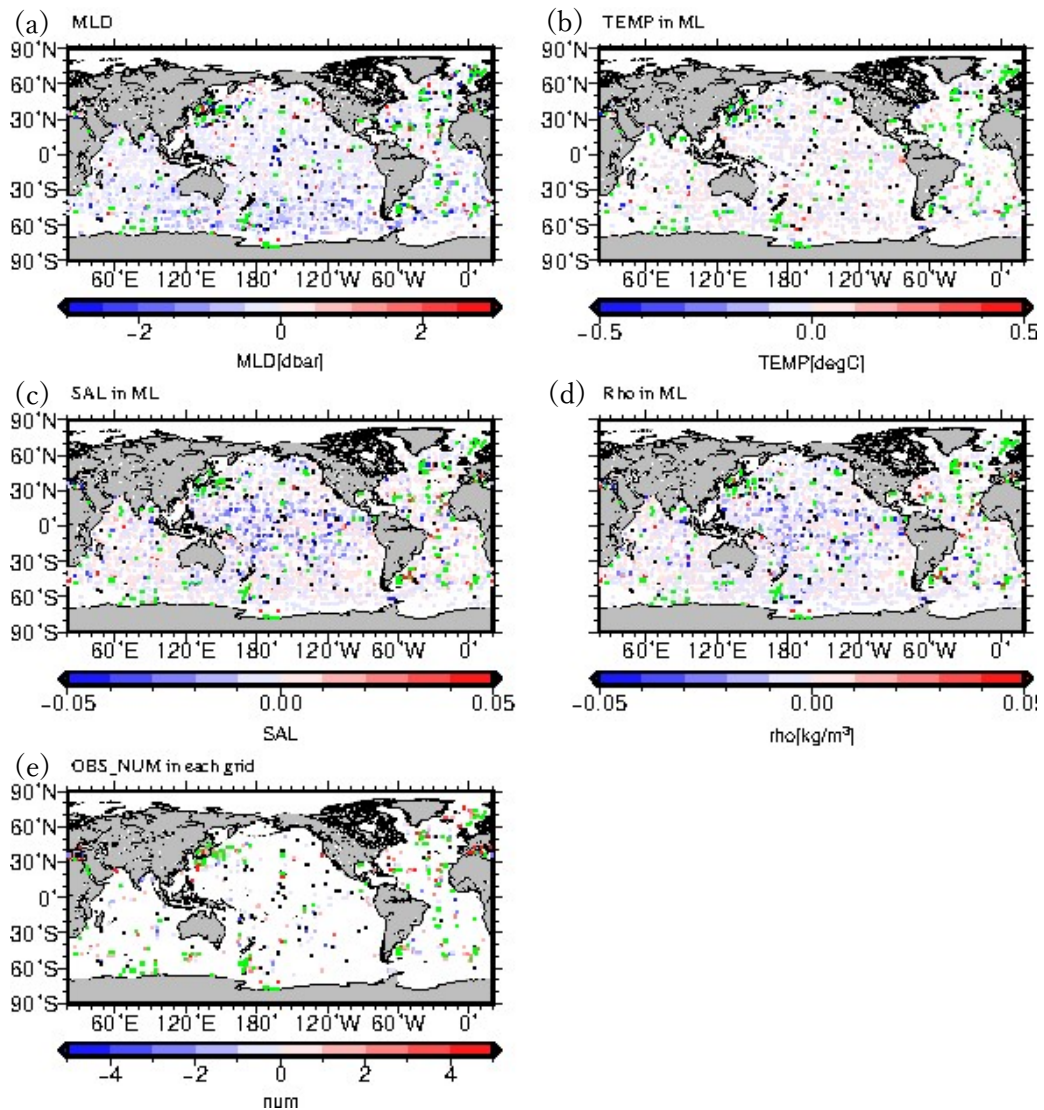 (a) MLD
90°N
60°N
30°N
0°
30°S
60°S
90°S
60°E 120°E 180° 120°W 60°W 0°
-2 0 2
MLD[dbar]
(b) TEMP in ML
90°N
60°N
30°N
0°
30°S
60°S
90°S
60°E 120°E 180° 120°W 60°W 0°
-0.5 0.0 0.5
TEMP[degC]
(c) SAL in ML
90°N
60°N
30°N
0°
30°S
60°S
90°S
60°E 120°E 180° 120°W 60°W 0°
-0.05 0.00 0.05
SAL
(d) Rho in ML
90°N
60°N
30°N
0°
30°S
60°S
90°S
60°E 120°E 180° 120°W 60°W 0°
-0.05 0.00 0.05
rho[kg/m³]
(e) OBS_NUM in each grid
90°N
60°N
30°N
0°
30°S
60°S
90°S
60°E 120°E 180° 120°W 60°W 0°
-4 -2 0 2 4
num